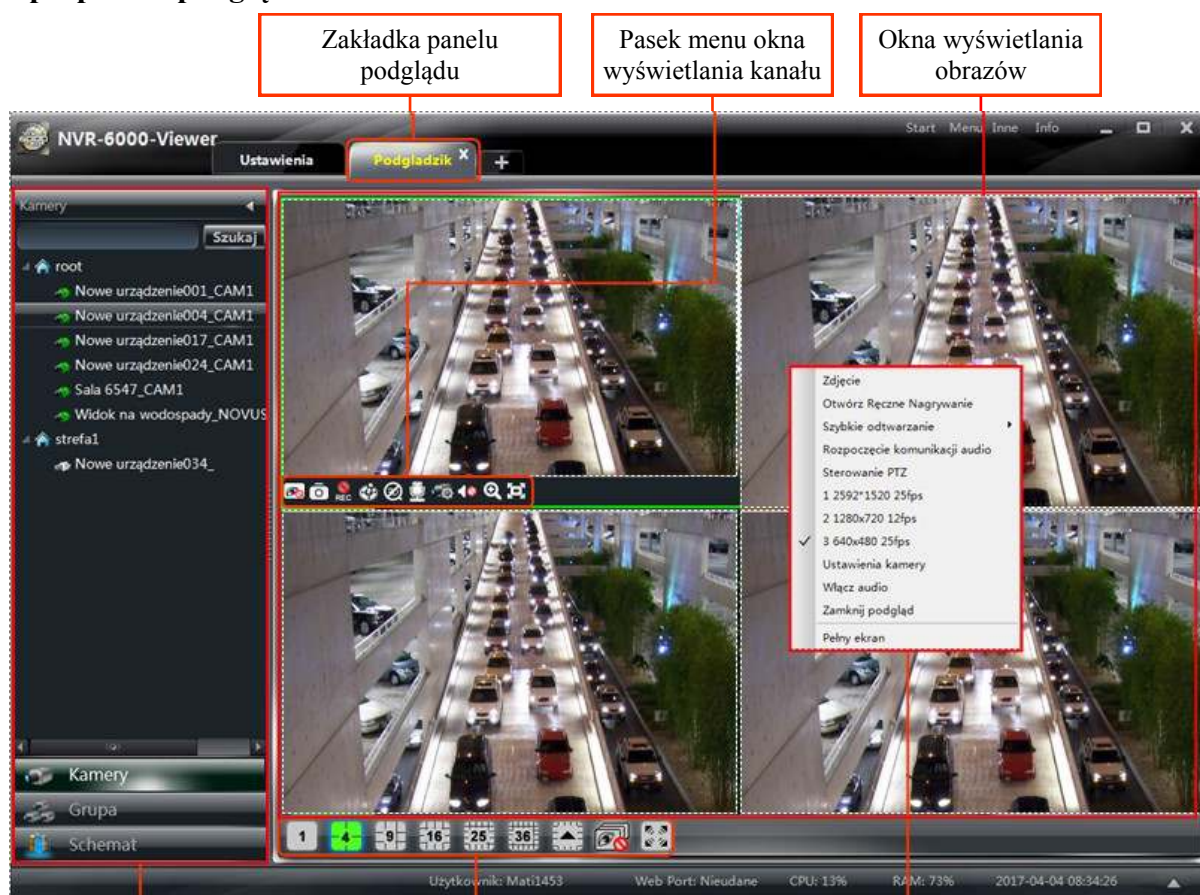 Zakładka panelu
podglądu
Pasek menu okna
wyświetlania kanału
Okna wyświetlania
obrazów
NVR-6000-Viewer
Start Menu Inne Info
Ustawienia
Podgladzik X
+
Kamery
Szukaj
root
Nowe urządzenie001_CAM1
Nowe urządzenie004_CAM1
Nowe urządzenie017_CAM1
Nowe urządzenie024_CAM1
Sala 6547_CAM1
Widok na wodospady_NOVUS
strefa1
Nowe urządzenie034_
Zdjęcie
Otwórz Ręczne Nagrywanie
Szybkie odtwarzanie
Rozpoczęcie komunikacji audio
Sterowanie PTZ
1 2592*1520 25fps
2 1280x720 12fps
3 640x480 25fps
Ustawienia kamery
Włącz audio
Zamknij podgląd
Pełny ekran
REC
Kamery
Grupa
Schemat
1 4 9 16 25 36
Użytkownik: Mati1453 Web Port: Nieudane CPU: 13% RAM: 73% 2017-04-04 08:34:26